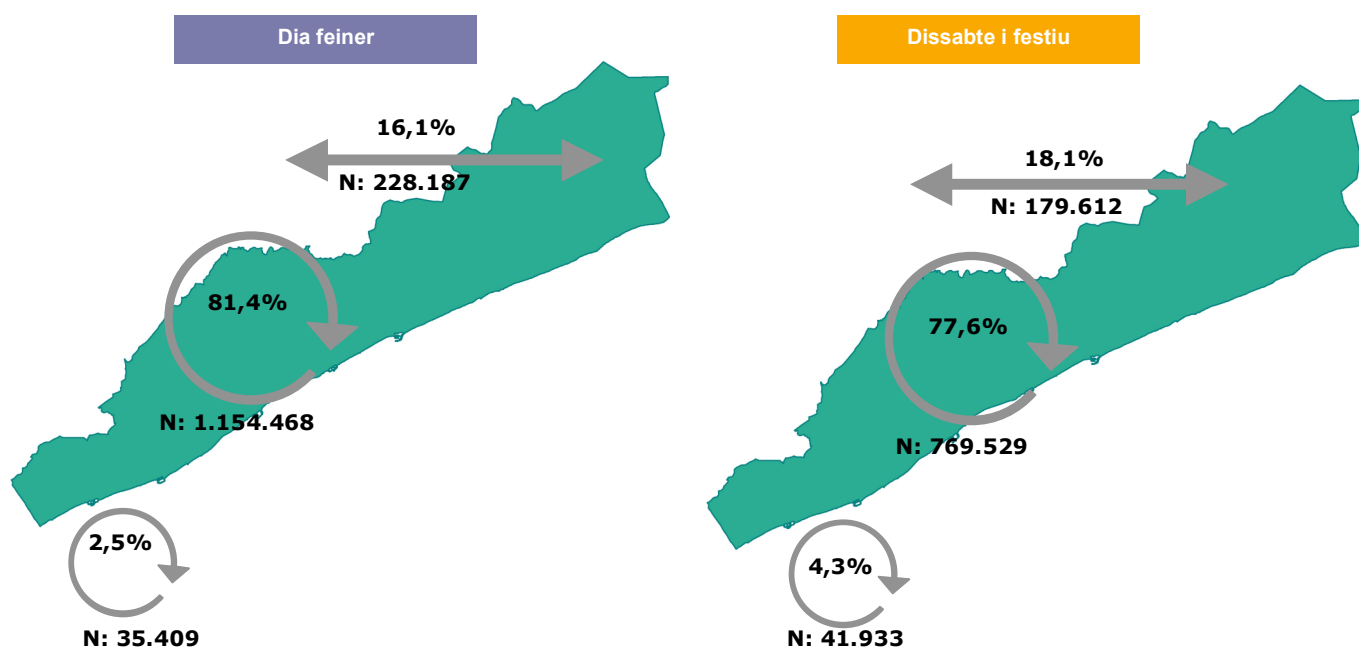 Dia feiner
16,1%
N: 228.187
81,4%
N: 1.154.468
2,5%
N: 35.409
Dissabte i festiu
18,1%
N: 179.612
77,6%
N: 769.529
4,3%
N: 41.933